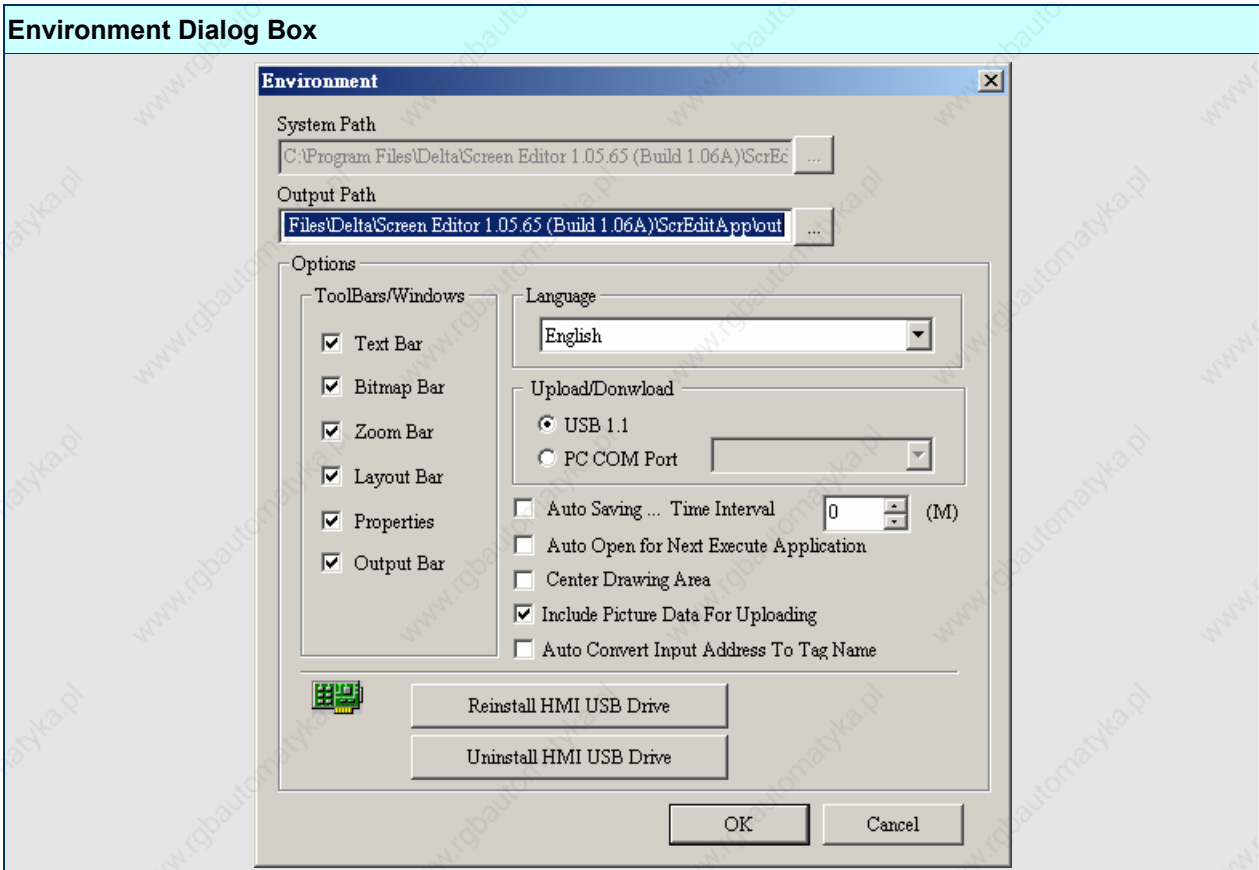 Environment Dialog Box
Environment
System Path
C:\Program Files\Delta\Screen Editor 1.05.65 (Build 1.06A)\ScrEd
...
Output Path
Files\Delta\Screen Editor 1.05.65 (Build 1.06A)\ScrEditApp\out
...
Options
ToolBars/Windows
Text Bar
Bitmap Bar
Zoom Bar
Layout Bar
Properties
Output Bar
Language
English
Upload/Donwload
USB 1.1
PC COM Port
Auto Saving ... Time Interval 0 (M)
Auto Open for Next Execute Application
Center Drawing Area
Include Picture Data For Uploading
Auto Convert Input Address To Tag Name
Reinstall HMI USB Drive
Uninstall HMI USB Drive
OK Cancel
www.rgbautomatyka.pl